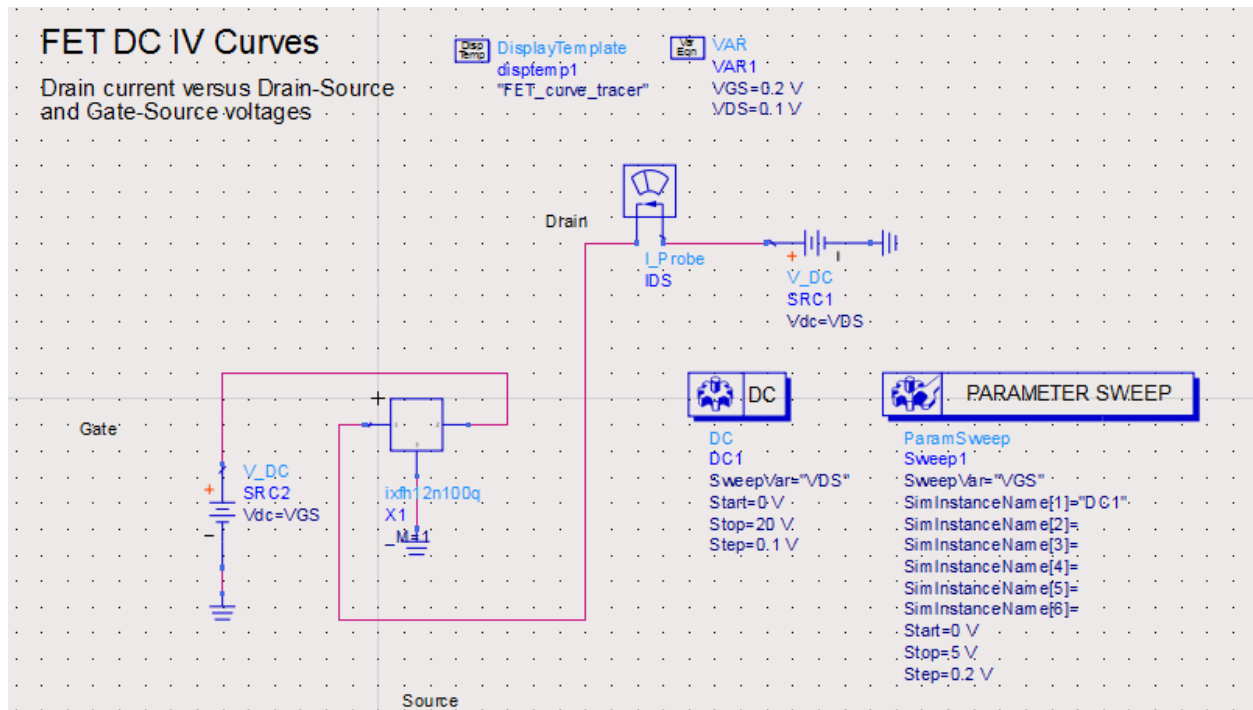 FET DC IV Curves
Drain current versus Drain-Source
and Gate-Source voltages
Disp
Temp
DisplayTemplate
disptemp1
"FET_curve_tracer"
Var
Eqn
VAR
VAR1
VGS=0.2 V
VDS=0.1 V
Drain
I_Probe
IDS
+
V_DC
SRC1
Vdc=VDS
Gate
+
-
V_DC
SRC2
Vdc=VGS
ixfh12n100q
X1
_M=1
Source
DC
DC
DC1
SweepVar="VDS"
Start=0 V
Stop=20 V
Step=0.1 V
PARAMETER SWEEP
ParamSweep
Sweep1
SweepVar="VGS"
SimInstanceName[1]="DC1"
SimInstanceName[2]=
SimInstanceName[3]=
SimInstanceName[4]=
SimInstanceName[5]=
SimInstanceName[6]=
Start=0 V
Stop=5 V
Step=0.2 V